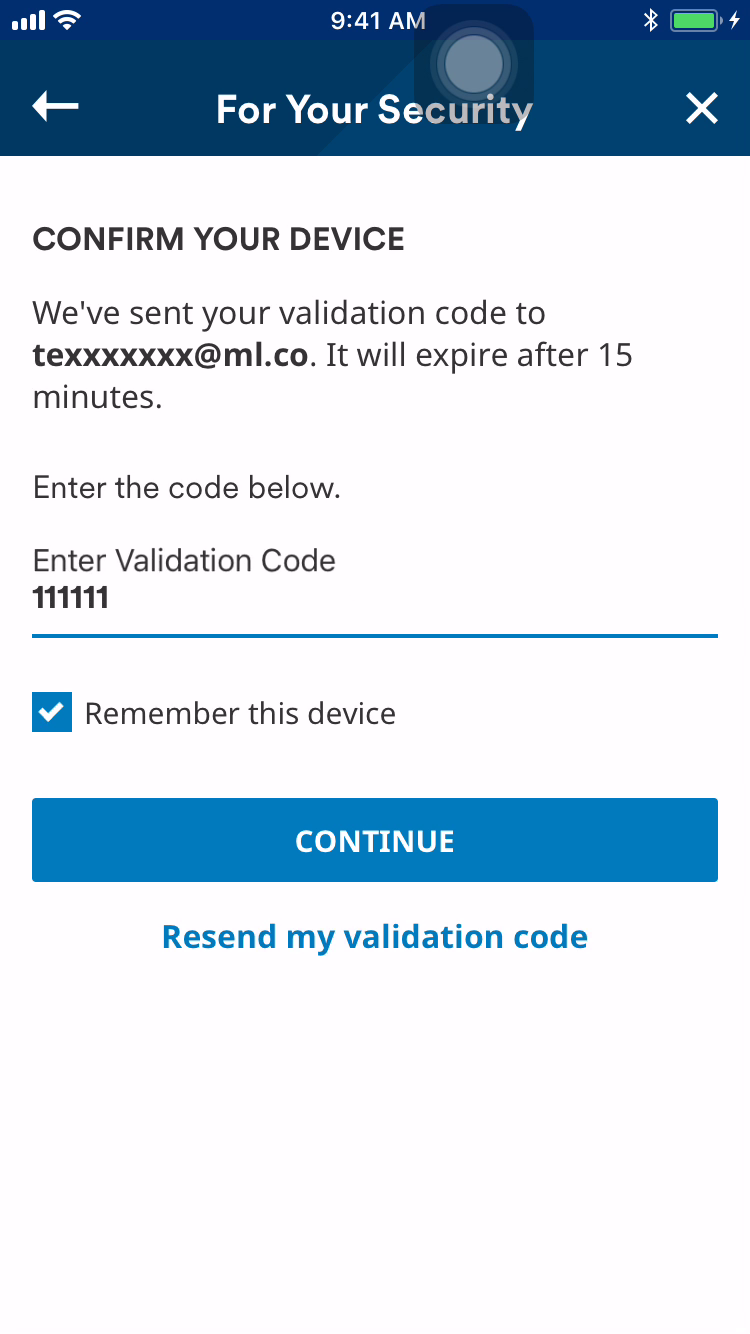 9:41 AM
For Your Security
CONFIRM YOUR DEVICE
We've sent your validation code to
texxxxxxx@ml.co. It will expire after 15
minutes.
Enter the code below.
Enter Validation Code
111111
Remember this device
CONTINUE
Resend my validation code